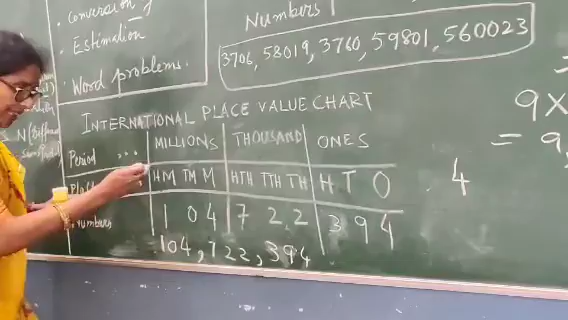 Conversion of
. Estimation
. Word problems.
Numbers
3706, 58019, 3760, 59801, 560023
INTERNATIONAL PLACE VALUE CHART
Period ... MILLIONS THOUSAND ONES
HM TM M HTH TTH TH H T O
Numbers 1 0 4 7 2 2 3 9 4
104, 722, 394
9×
= 9,
4